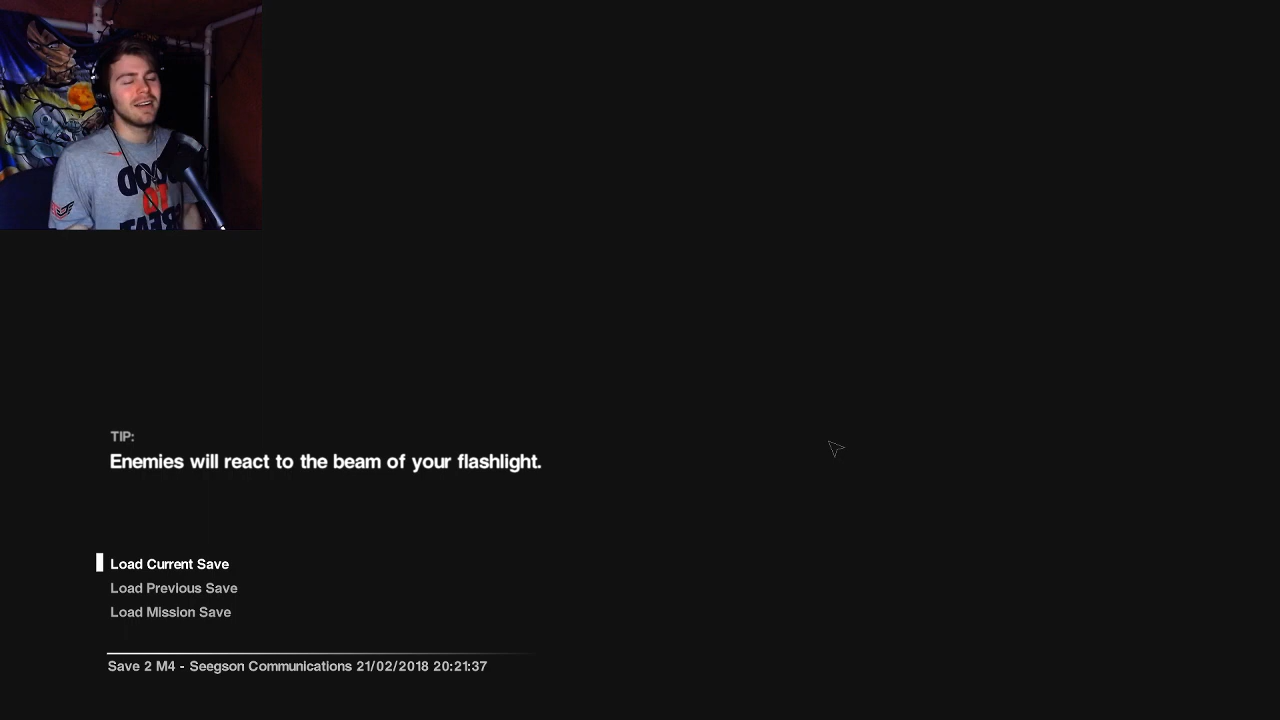 TIP:
Enemies will react to the beam of your flashlight.
Load Current Save
Load Previous Save
Load Mission Save
Save 2 M4 - Seegson Communications 21/02/2018 20:21:37